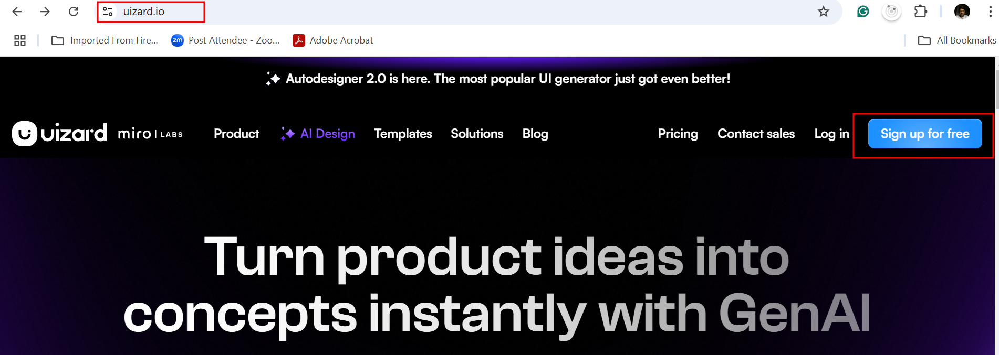 uizard.io
Imported From Fire...
zm Post Attendee - Zoo...
Adobe Acrobat
All Bookmarks
Autodesigner 2.0 is here. The most popular UI generator just got even better!
uizard miro | LABS
Product
AI Design
Templates
Solutions
Blog
Pricing
Contact sales
Log in
Sign up for free
Turn product ideas into
concepts instantly with GenAI